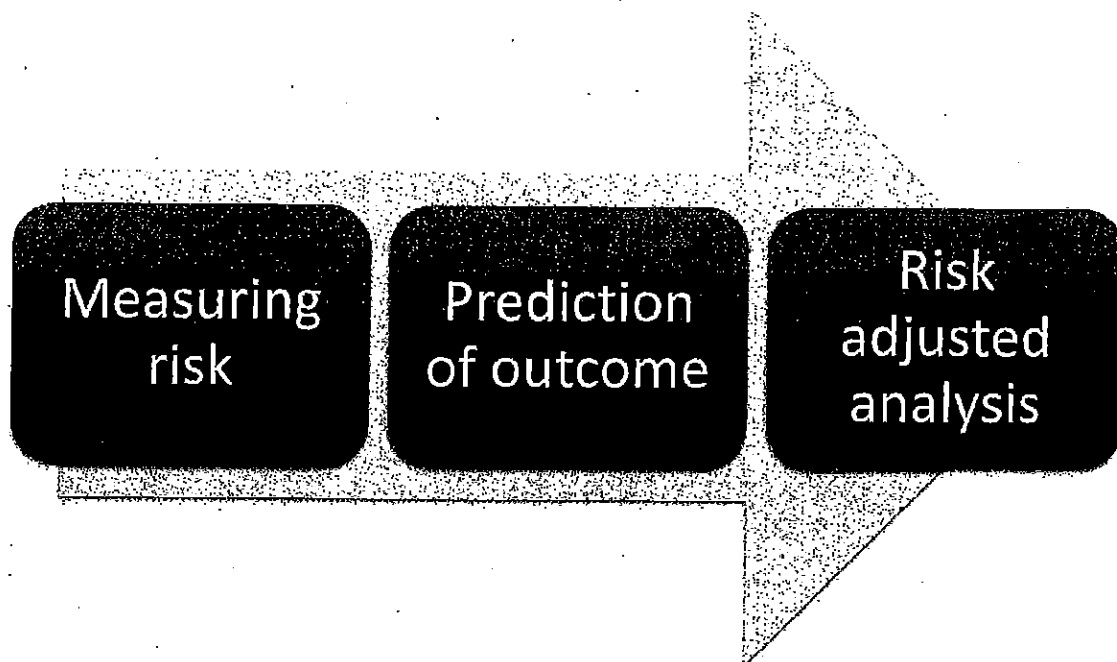 Measuring
risk
Prediction
of outcome
Risk
adjusted
analysis